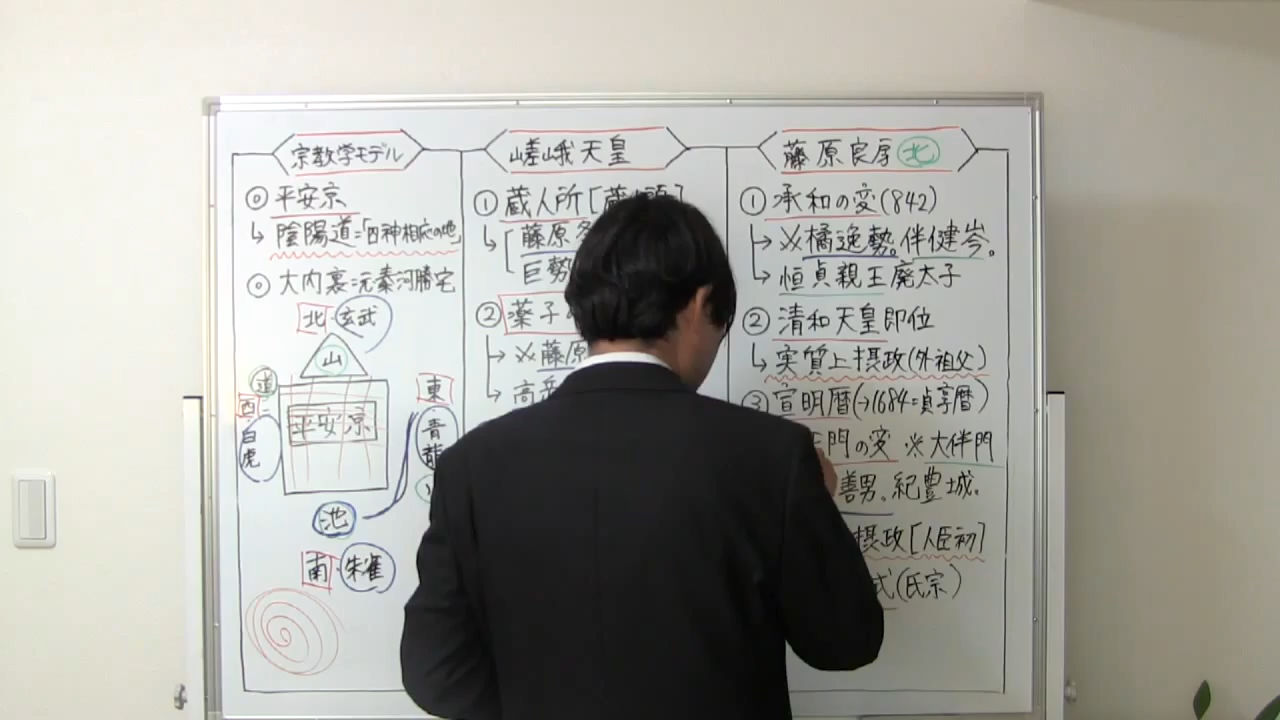 宗教学モデル
◎平安京
↳陰陽道=「四神相応の地」
◎大内裏:元秦河勝宅
北・玄武
山
道
西・白虎
平安京
東・青龍
池
南・朱雀
嵯峨天皇
①蔵人所[蔵人頭]
藤原
巨勢
②薬子
※藤原
高岳
藤原良房 北
①承和の変(842)
※橘逸勢。伴健岑。
恒貞親王廃太子
②清和天皇即位
↳実質上摂政(外祖父)
③宣明暦(→1684=貞享暦)
門の変 ※大伴門
善男。紀豊城。
摂政[人臣初]
式(氏宗)